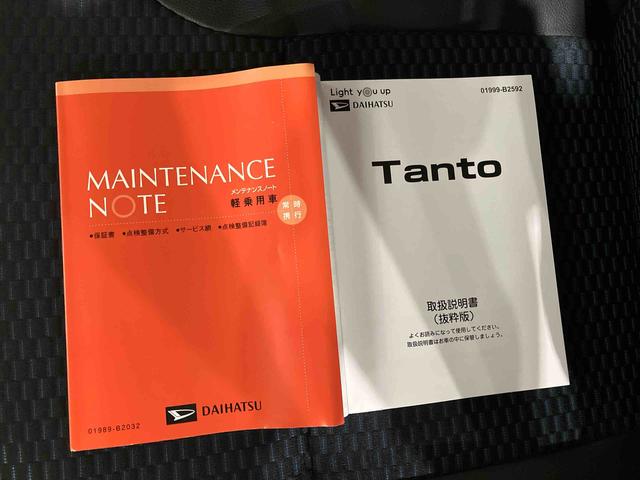 MAINTENANCE
NOTE
メンテナンスノート
軽乗用車
常時
携行
●保証書 ●点検整備方式 ●サービス網 ●点検整備記録簿
DAIHATSU
01989-B2032
Light you up
DAIHATSU
01999-B2592
Tanto
取扱説明書
(抜粋版)
よくお読みになって使用してください。
取扱説明書はお車の中に保管しましょう。